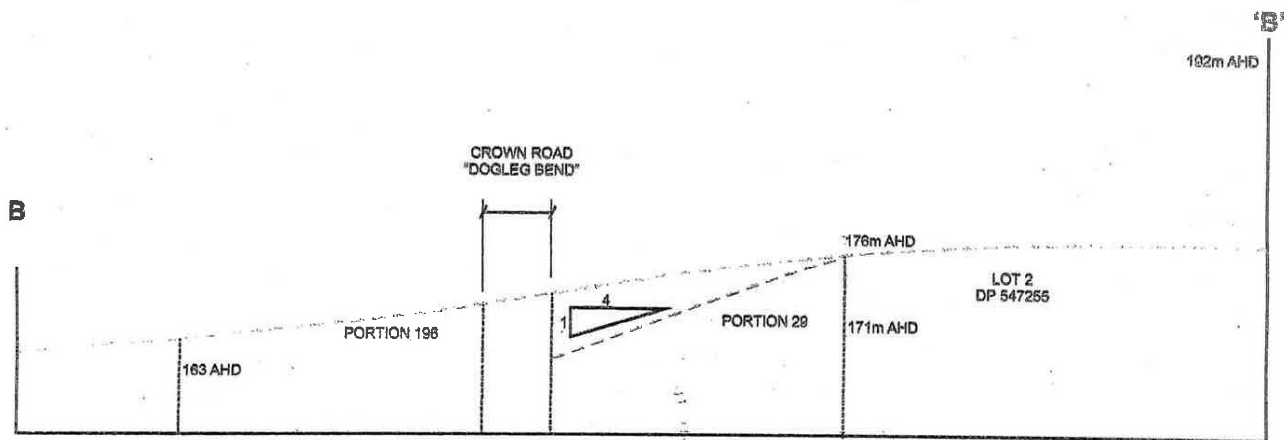 'B'
192m AHD
CROWN ROAD
"DOGLEG BEND"
B
176m AHD
LOT 2
DP 547255
4
1
PORTION 29
171m AHD
PORTION 196
163 AHD